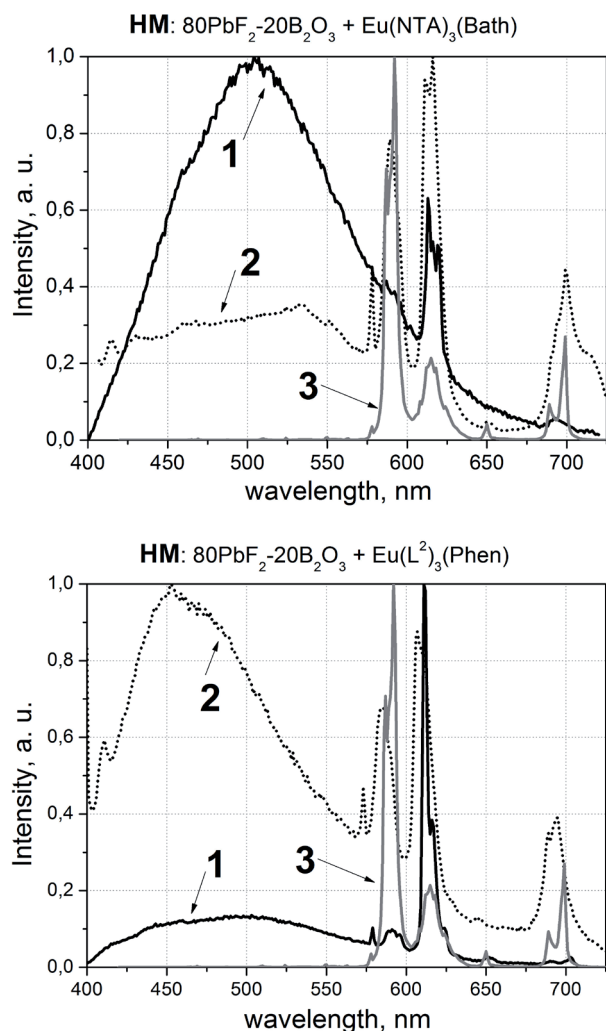 HM: 80PbF₂-20B₂O₃ + Eu(NTA)₃(Bath)
Intensity, a. u.
1,0
0,8
0,6
0,4
0,2
0,0
1
2
3
400 450 500 550 600 650 700
wavelength, nm
HM: 80PbF₂-20B₂O₃ + Eu(L²)₃(Phen)
Intensity, a. u.
1,0
0,8
0,6
0,4
0,2
0,0
2
1
3
400 450 500 550 600 650 700
wavelength, nm